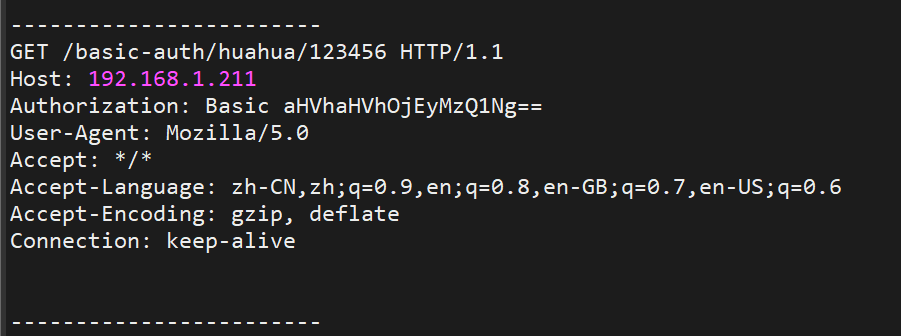 ------------------------
GET /basic-auth/huahua/123456 HTTP/1.1
Host: 192.168.1.211
Authorization: Basic aHVhaHVhOjEyMzQ1Ng==
User-Agent: Mozilla/5.0
Accept: */*
Accept-Language: zh-CN,zh;q=0.9,en;q=0.8,en-GB;q=0.7,en-US;q=0.6
Accept-Encoding: gzip, deflate
Connection: keep-alive
------------------------